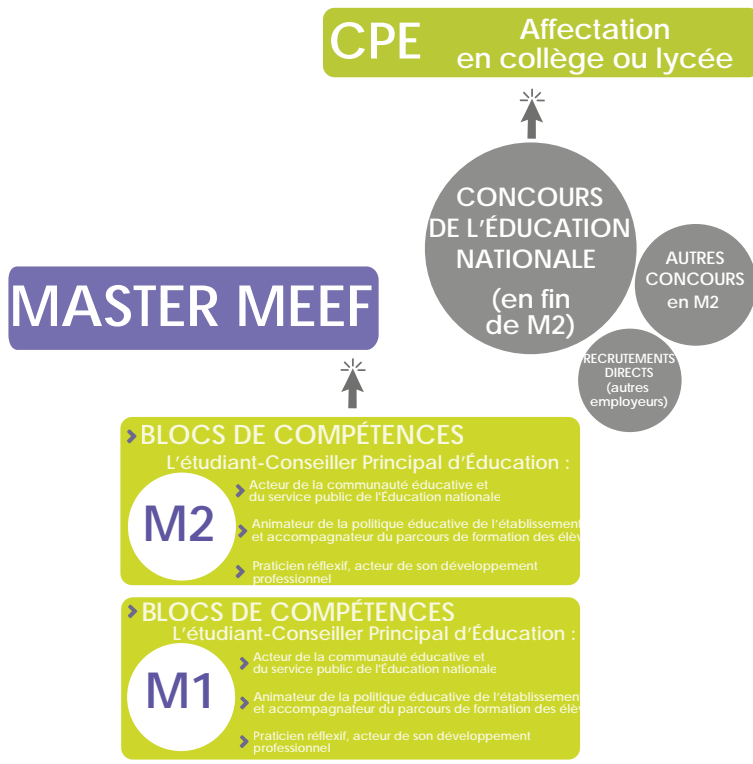 CPE
Affectation
en collège ou lycée
CONCOURS
DE L'ÉDUCATION
NATIONALE
(en fin
de M2)
AUTRES
CONCOURS
en M2
RECRUTEMENTS
DIRECTS
(autres
employeurs)
MASTER MEEF
BLOCS DE COMPÉTENCES
L'étudiant-Conseiller Principal d'Éducation :
M2
Acteur de la communauté éducative et
du service public de l'Éducation nationale
Animateur de la politique éducative de l'établissement
et accompagnateur du parcours de formation des élèv
Praticien réflexif, acteur de son développement
professionnel
BLOCS DE COMPÉTENCES
L'étudiant-Conseiller Principal d'Éducation :
M1
Acteur de la communauté éducative et
du service public de l'Éducation nationale
Animateur de la politique éducative de l'établissemen
et accompagnateur du parcours de formation des élèv
Praticien réflexif, acteur de son développement
professionnel